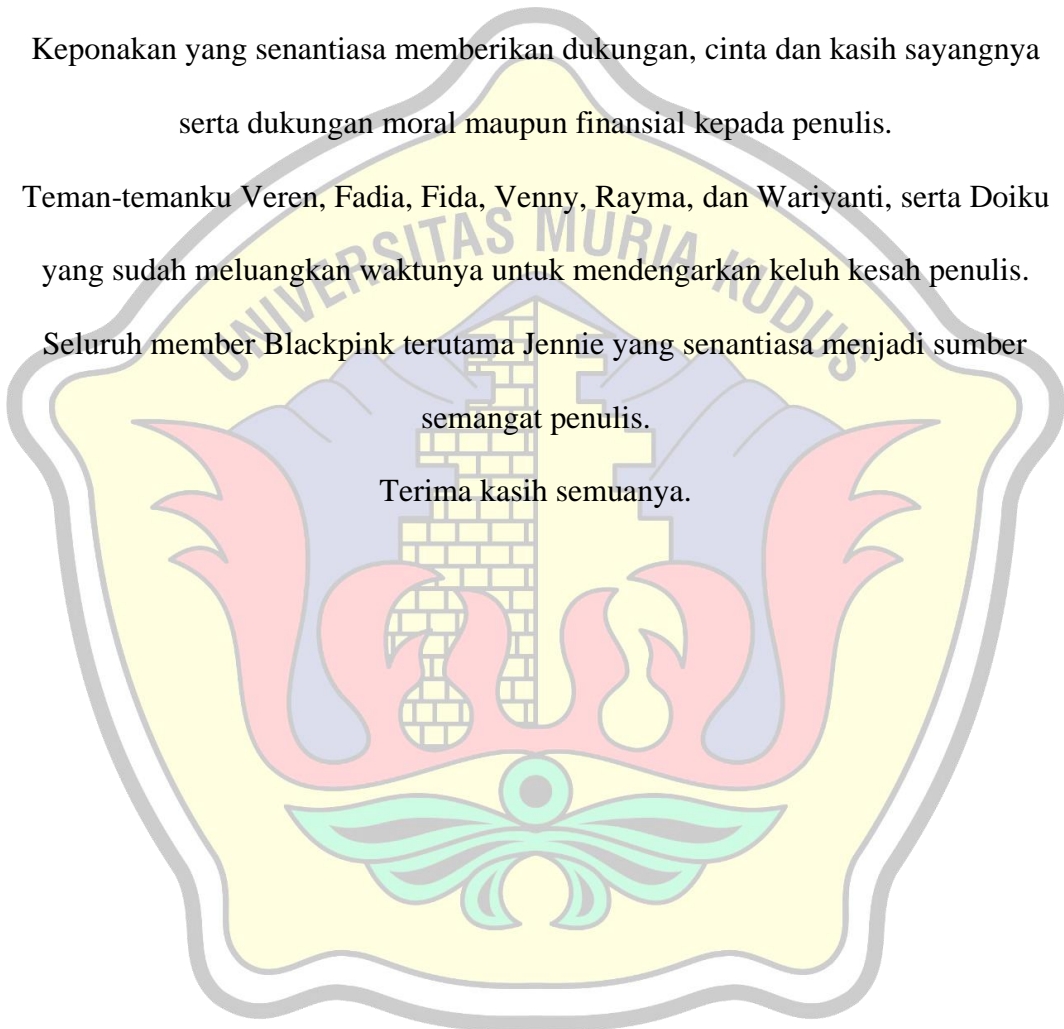 Keponakan yang senantiasa memberikan dukungan, cinta dan kasih sayangnya
serta dukungan moral maupun finansial kepada penulis.
Teman-temanku Veren, Fadia, Fida, Venny, Rayma, dan Wariyanti, serta Doiku
yang sudah meluangkan waktunya untuk mendengarkan keluh kesah penulis.
Seluruh member Blackpink terutama Jennie yang senantiasa menjadi sumber
semangat penulis.
Terima kasih semuanya.
UNIVERSITAS MURIA KUDUS